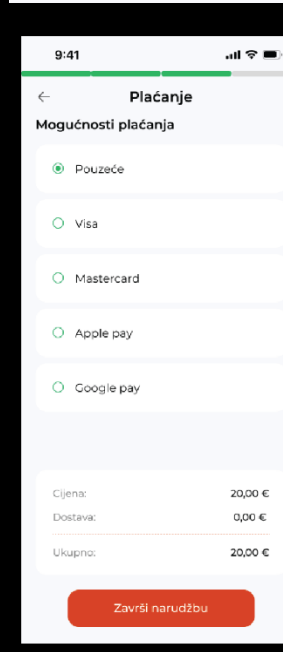 9:41
Plaćanje
Mogućnosti plaćanja
Pouzeće
Visa
Mastercard
Apple pay
Google pay
Cijena: 20,00 €
Dostava: 0,00 €
Ukupno: 20,00 €
Završi narudžbu